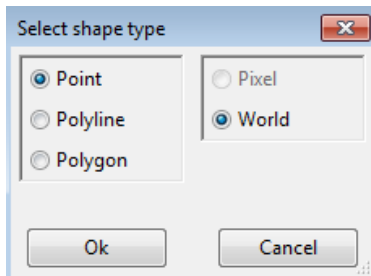 Select shape type
Point
Pixel
Polyline
World
Polygon
Ok
Cancel